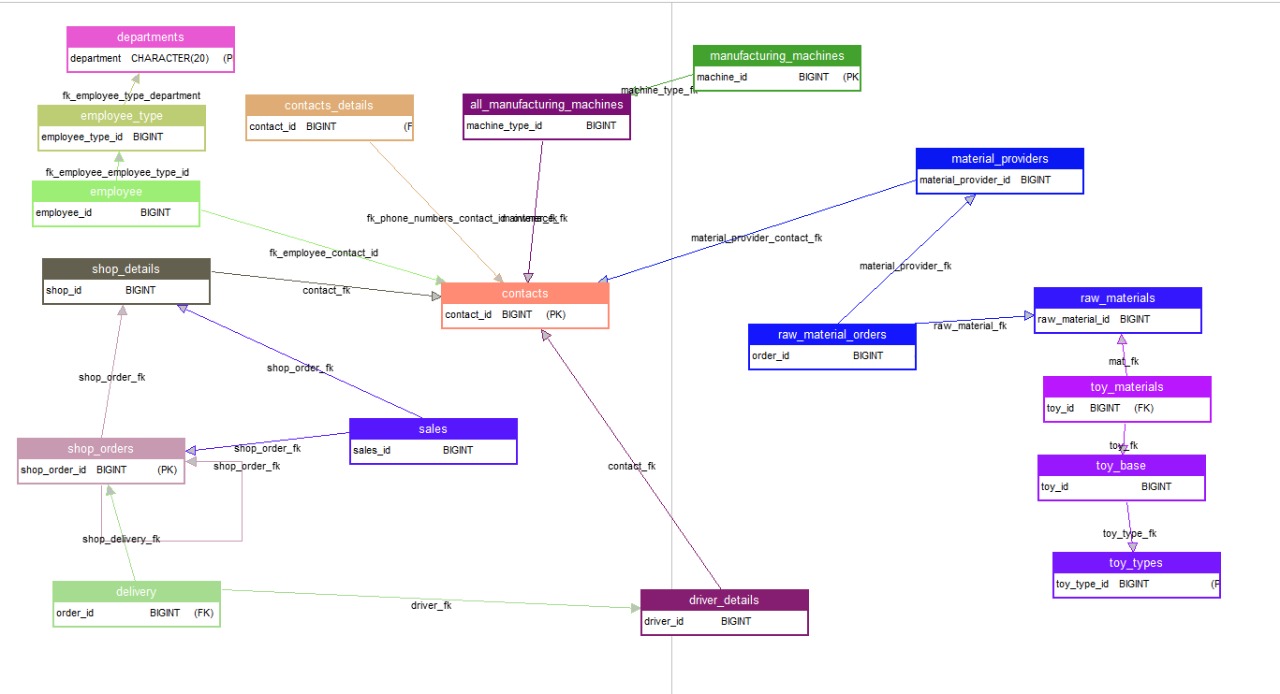 departments
department CHARACTER(20) (P
fk_employee_type_department
employee_type
employee_type_id BIGINT
fk_employee_employee_type_id
employee
employee_id BIGINT
contacts_details
contact_id BIGINT (F
all_manufacturing_machines
machine_type_id BIGINT
manufacturing_machines
machine_id BIGINT (PK
machine_type_fk
material_providers
material_provider_id BIGINT
fk_phone_numbers_contact_id
fk_employee_contact_id
material_provider_contact_fk
material_provider_fk
shop_details
shop_id BIGINT
contact_fk
contacts
contact_id BIGINT (PK)
raw_materials
raw_material_id BIGINT
raw_material_orders
order_id BIGINT
raw_material_fk
mat_fk
shop_order_fk
shop_order_fk
toy_materials
toy_id BIGINT (FK)
toy_fk
sales
sales_id BIGINT
shop_orders
shop_order_id BIGINT (PK)
shop_order_fk
shop_order_fk
contact_fk
toy_base
toy_id BIGINT
toy_type_fk
shop_delivery_fk
toy_types
toy_type_id BIGINT (P
delivery
order_id BIGINT (FK)
driver_fk
driver_details
driver_id BIGINT